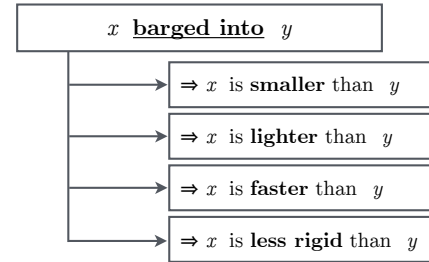 x barged into y
⇒ x is smaller than y
⇒ x is lighter than y
⇒ x is faster than y
⇒ x is less rigid than y